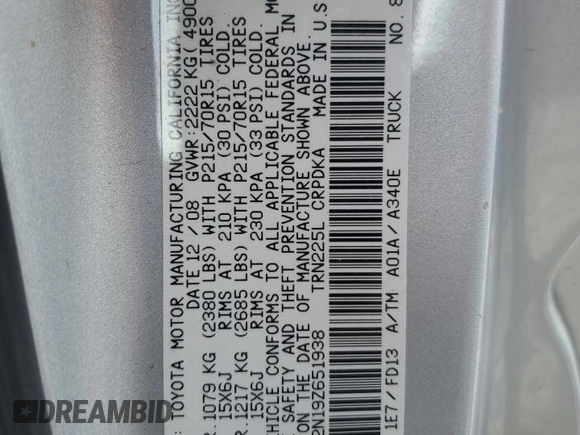 : TOYOTA MOTOR MANUFACTURING CALIFORNIA INC
DATE 12 / 08 GVWR: 2222 KG( 4900
R. 1079 KG (2380 LBS) WITH P215/70R15 TIRES
15X6J RIMS AT 210 KPA (30 PSI) COLD.
R. 1217 KG (2685 LBS) WITH P215/70R15 TIRES
15X6J RIMS AT 230 KPA (33 PSI) COLD.
EHICLE CONFORMS TO ALL APPLICABLE FEDERAL M
SAFETY AND THEFT PREVENTION STANDARDS IN
T ON THE DATE OF MANUFACTURE SHOWN ABOVE.
2N19Z651938 TRN225L CRPDKA MADE IN U.S
1E7/ FD13 A/TM A01A/ A340E TRUCK NO. 8
© AUTOBIDCAR